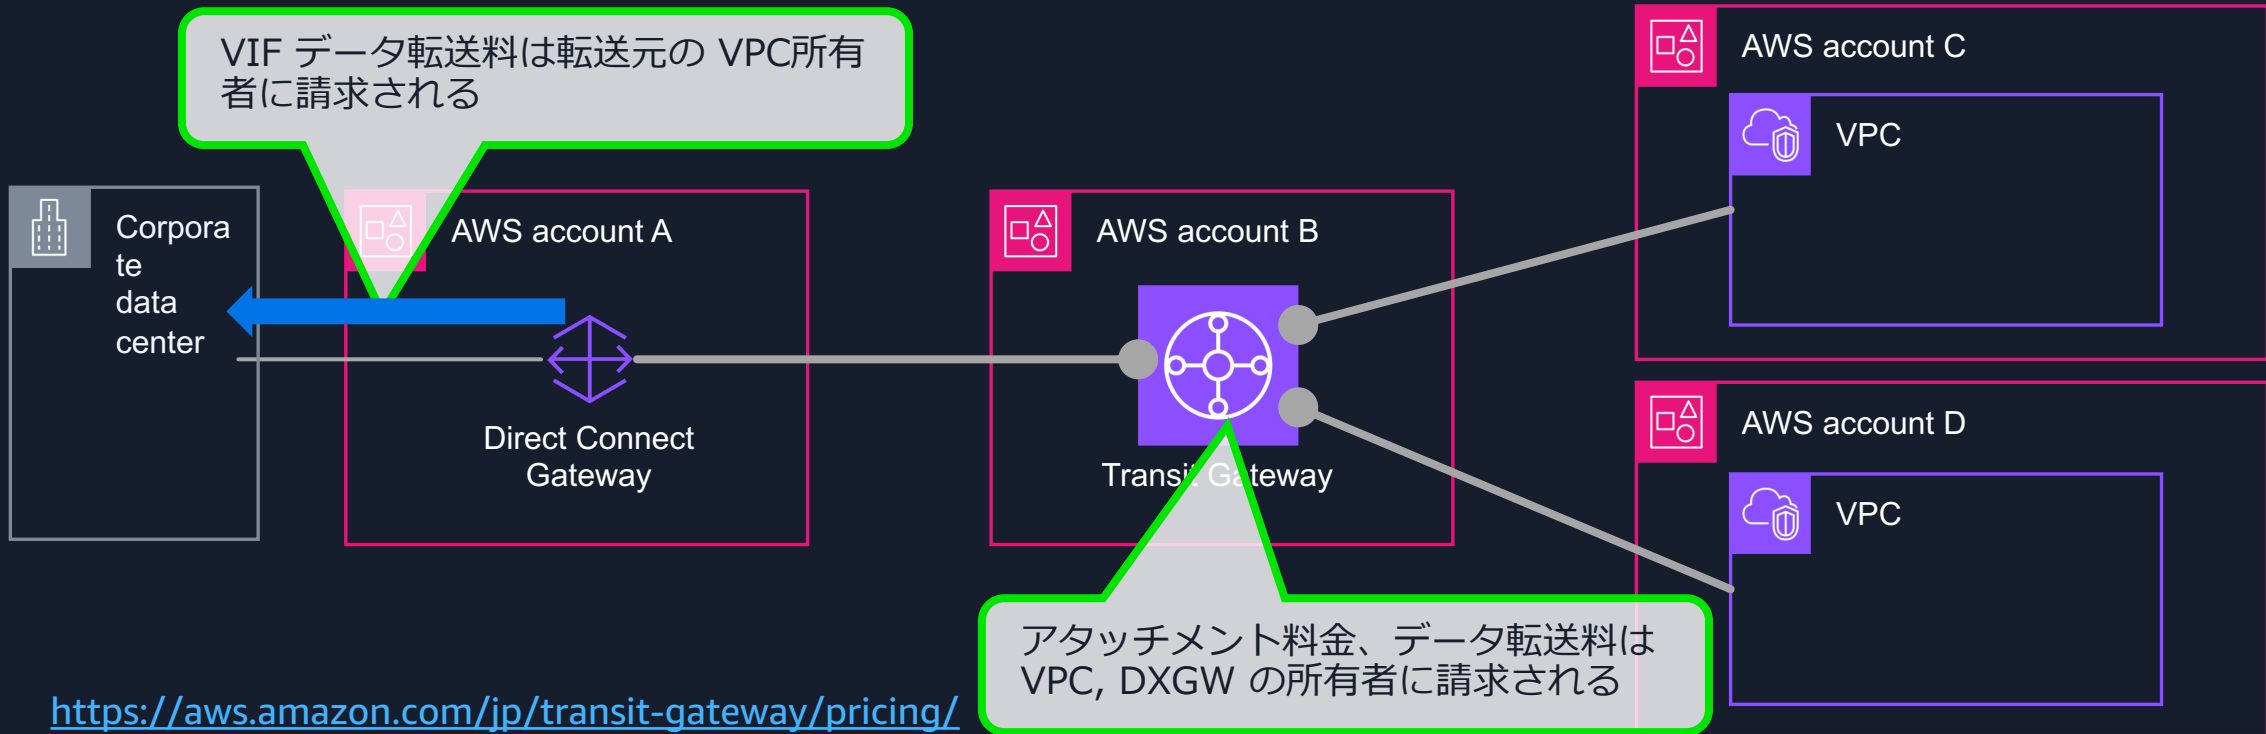 VIF データ転送料は転送元の VPC所有
者に請求される
Corpora
te
data
center
AWS account A
Direct Connect
Gateway
AWS account B
Transit Gateway
AWS account C
VPC
AWS account D
VPC
アタッチメント料金、データ転送料は
VPC, DXGW の所有者に請求される
https://aws.amazon.com/jp/transit-gateway/pricing/